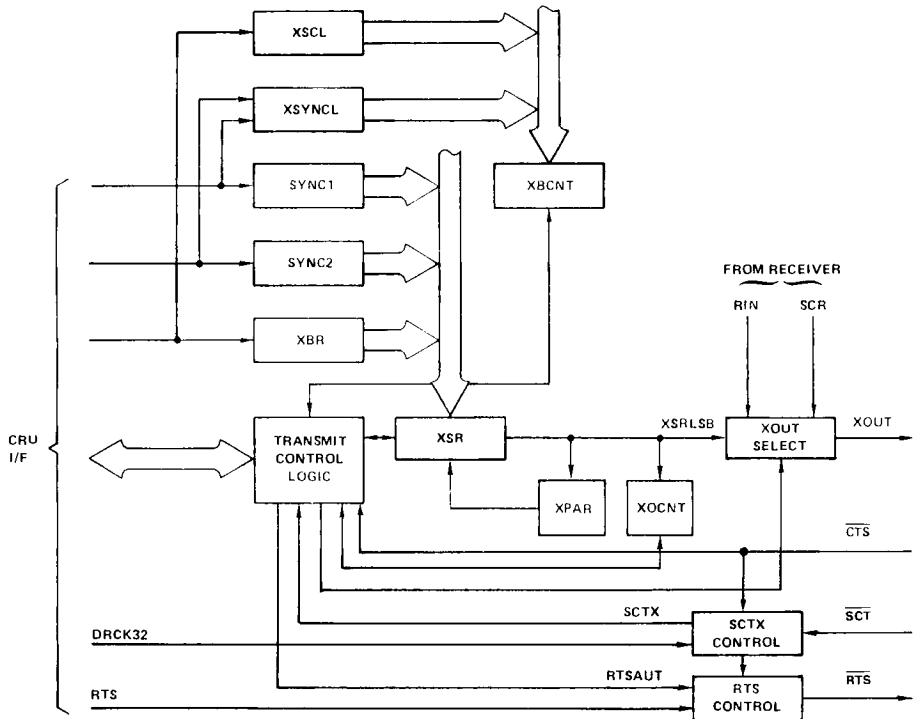 XSCL
XSYNCL
SYNC1
XBCNT
SYNC2
FROM RECEIVER
RIN
SCR
XBR
CRU
I/F
TRANSMIT
CONTROL
LOGIC
XSR
XSRLSB
XOUT
SELECT
XOUT
XPAR
XOCNT
CTS
SCTX
SCTX
CONTROL
SCT
DRCK32
RTSAUT
RTS
RTS
CONTROL
RTS